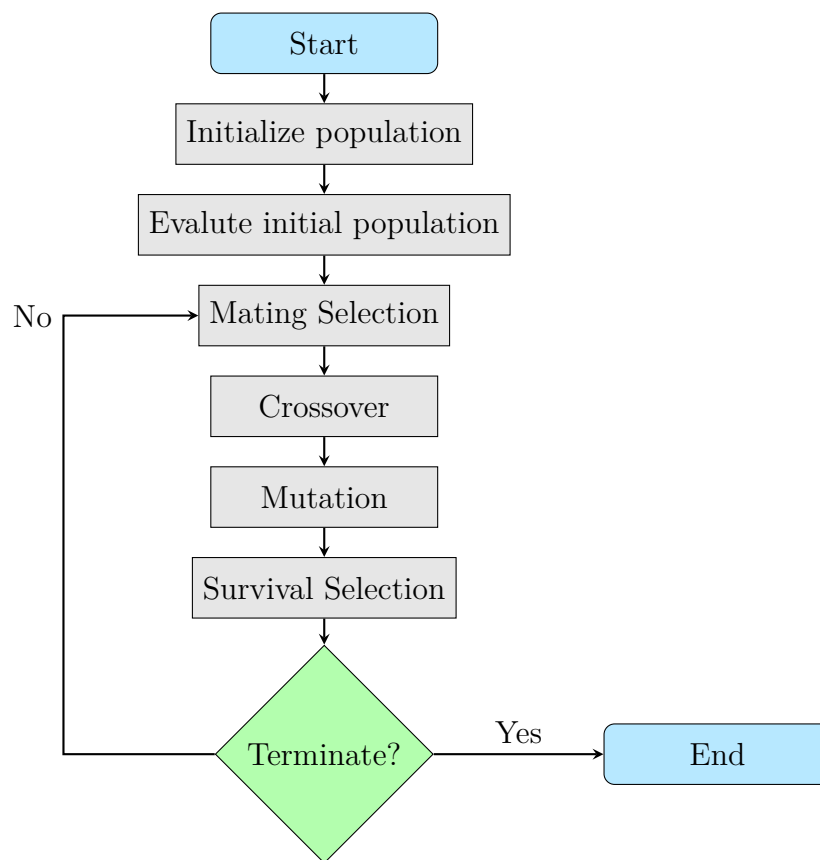 Start
Initialize population
Evalute initial population
No
Mating Selection
Crossover
Mutation
Survival Selection
Terminate?
Yes
End